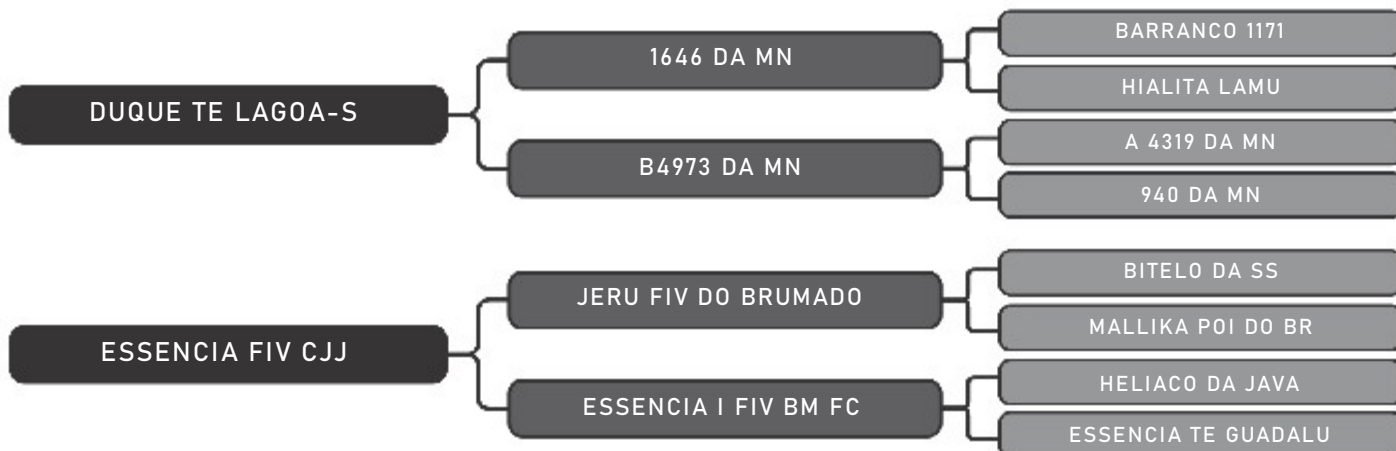 DUQUE TE LAGOA-S
1646 DA MN
B4973 DA MN
BARRANCO 1171
HIALITA LAMU
A 4319 DA MN
940 DA MN
ESSENCIA FIV CJJ
JERU FIV DO BRUMADO
ESSENCIA I FIV BM FC
BITELO DA SS
MALLIKA POI DO BR
HELIACO DA JAVA
ESSENCIA TE GUADALU